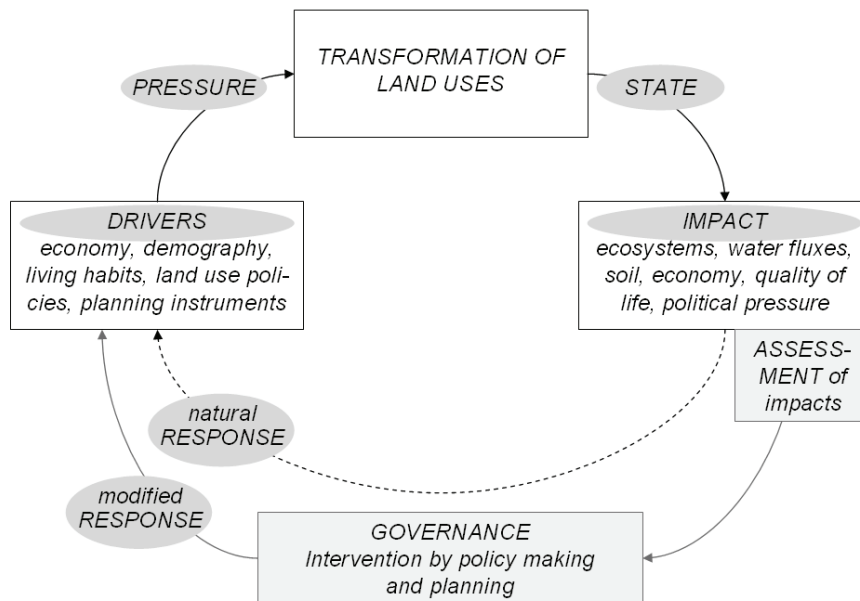 TRANSFORMATION OF
LAND USES
PRESSURE
STATE
DRIVERS
economy, demography,
living habits, land use poli-
cies, planning instruments
IMPACT
ecosystems, water fluxes,
soil, economy, quality of
life, political pressure
ASSESS-
MENT of
impacts
natural
RESPONSE
modified
RESPONSE
GOVERNANCE
Intervention by policy making
and planning